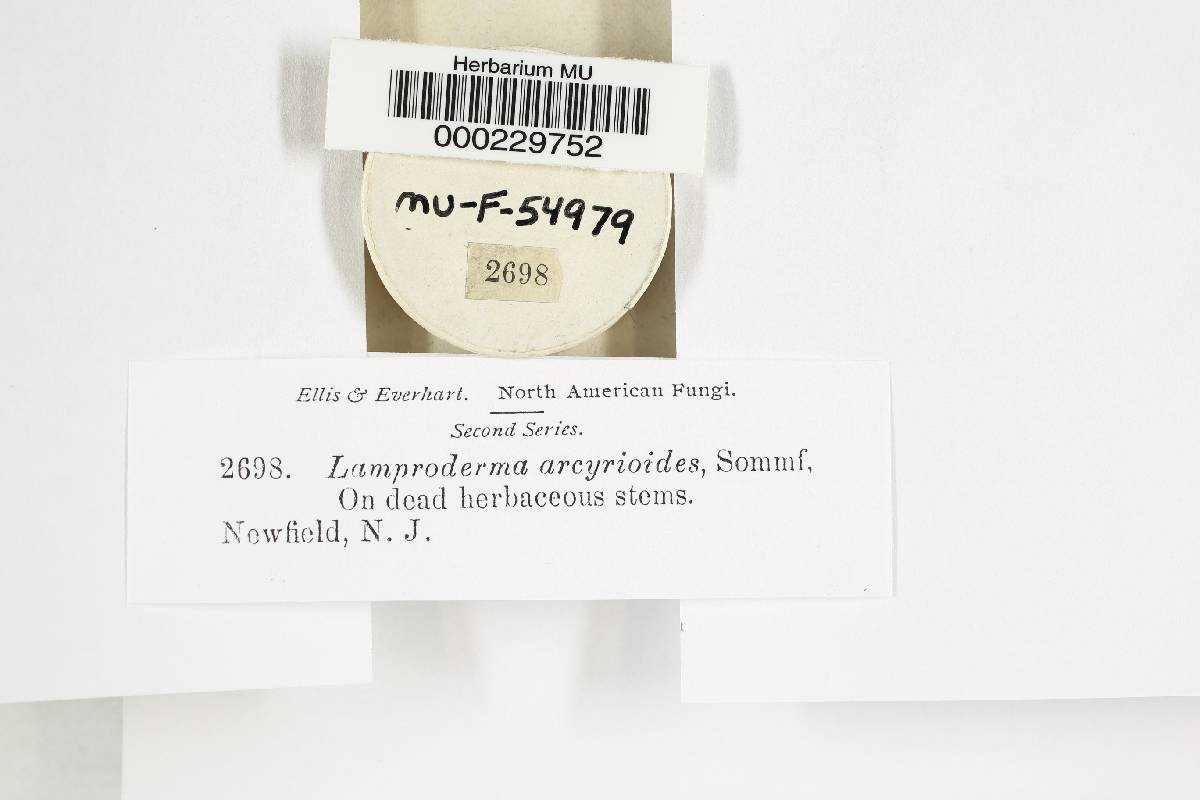 Herbarium MU
000229752
MU-F-54979
2698
Ellis & Everhart. North American Fungi.
Second Series.
2698. Lamproderma arcyrioides, Sommf,
On dead herbaceous stems.
Newfield, N. J.